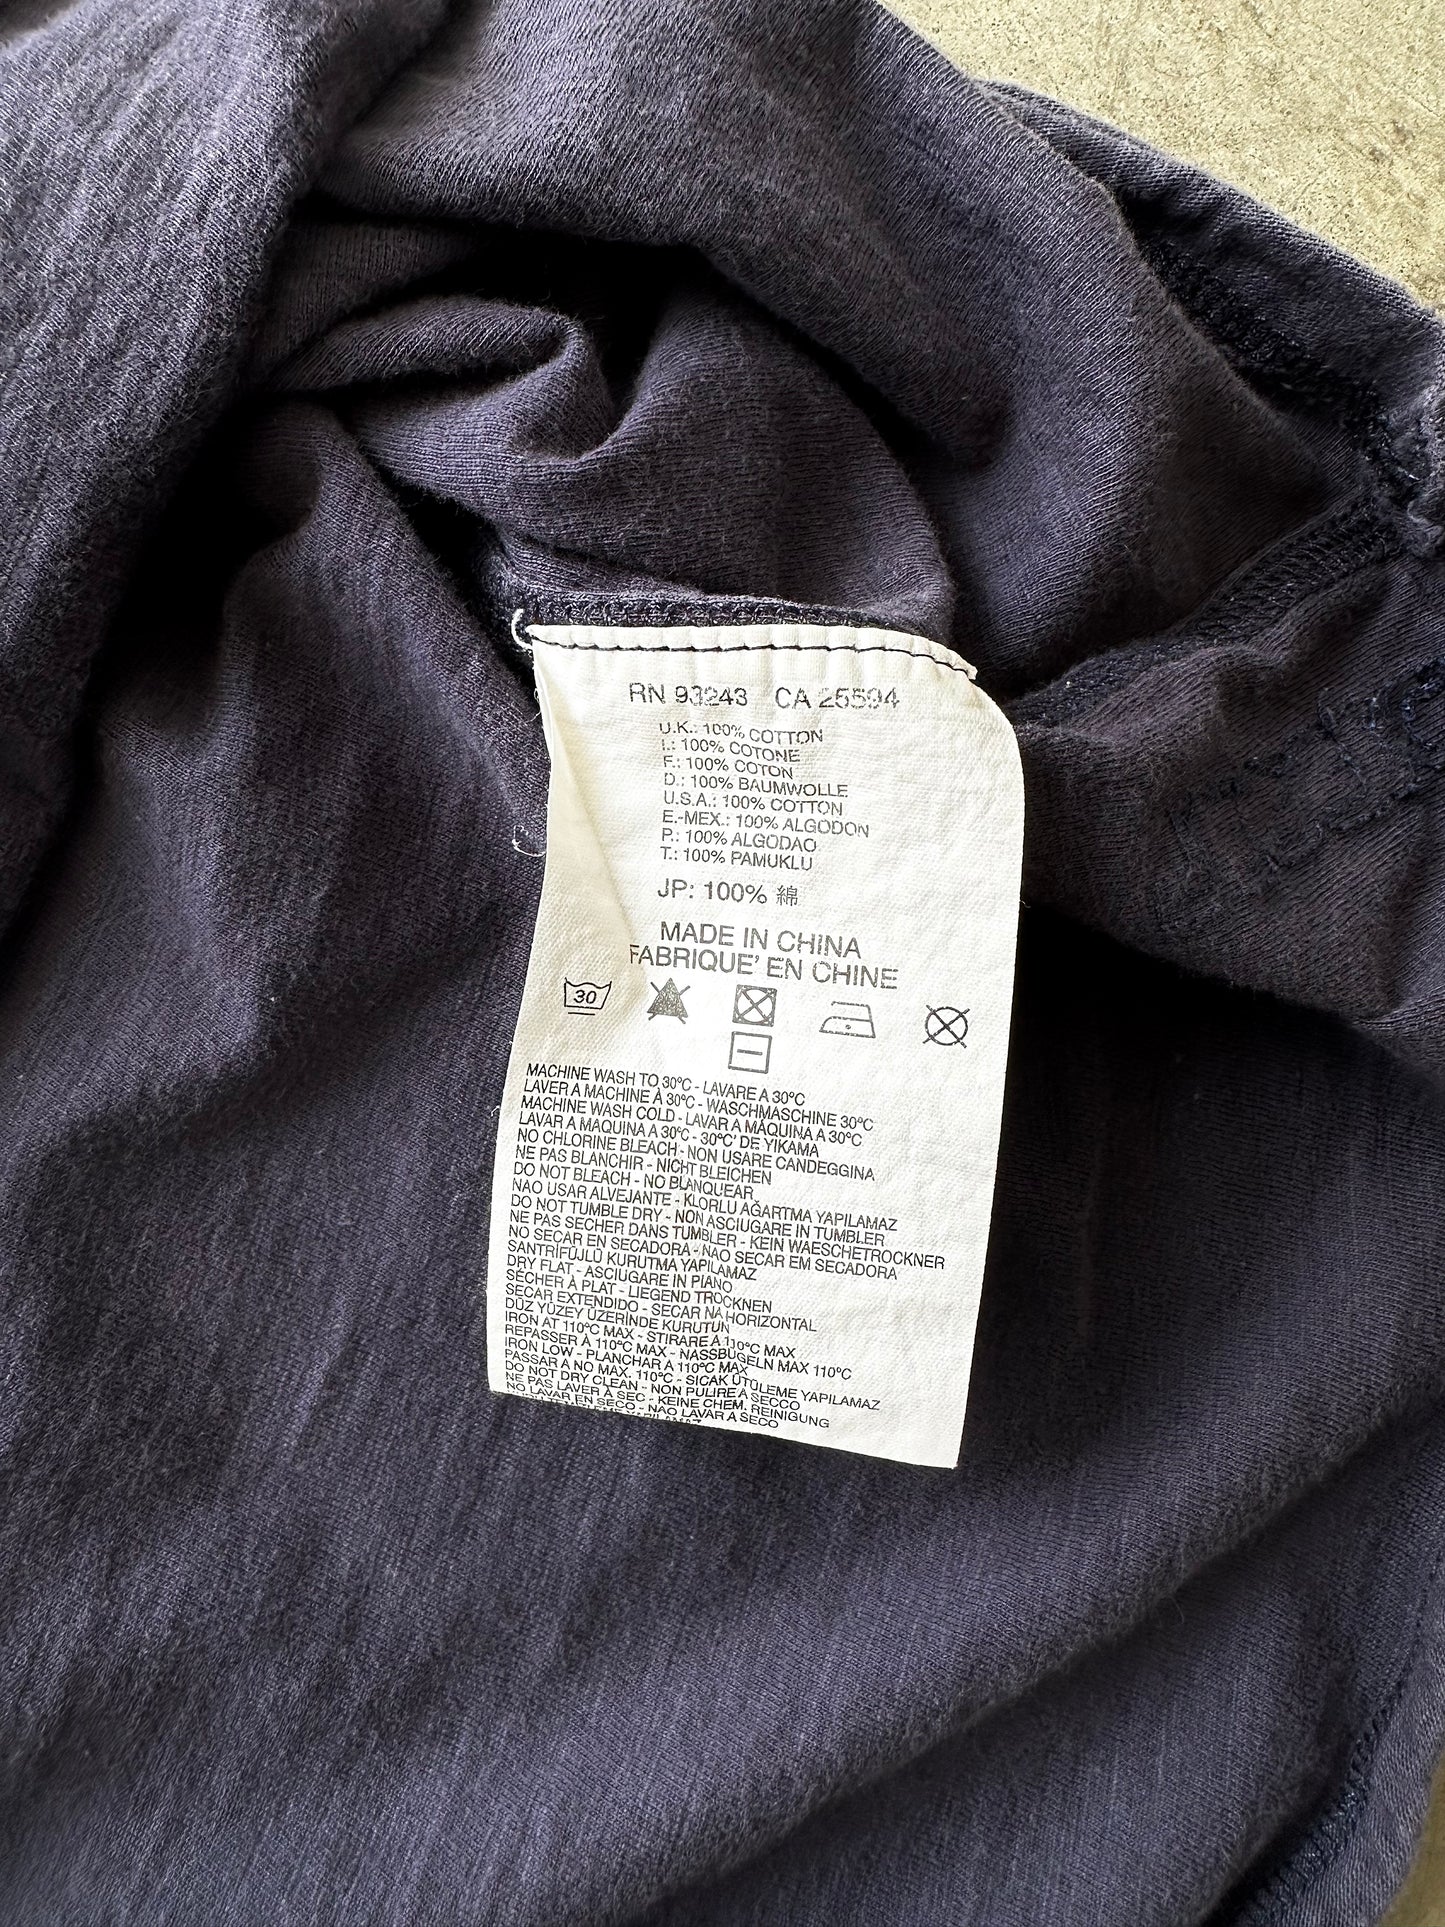 RN 93243 CA 25594
U.K.: 100% COTTON
I.: 100% COTONE
F.: 100% COTON
D.: 100% BAUMWOLLE
U.S.A.: 100% COTTON
E.-MEX.: 100% ALGODON
P.: 100% ALGODAO
T.: 100% PAMUKLU
JP: 100% 綿
MADE IN CHINA
FABRIQUE' EN CHINE
30
MACHINE WASH TO 30°C - LAVARE A 30°C
LAVER A MACHINE À 30°C - WASCHMASCHINE 30°C
MACHINE WASH COLD - LAVAR A MÁQUINA A 30°C
LAVAR A MAQUINA A 30°C - 30°C' DE YIKAMA
NO CHLORINE BLEACH - NON USARE CANDEGGINA
NE PAS BLANCHIR - NICHT BLEICHEN
DO NOT BLEACH - NO BLANQUEAR
NAO USAR ALVEJANTE - KLORLU AĞARTMA YAPILAMAZ
DO NOT TUMBLE DRY - NON ASCIUGARE IN TUMBLER
NE PAS SECHER DANS TUMBLER - KEIN WAESCHETROCKNER
NO SECAR EN SECADORA - NAO SECAR EM SECADORA
SANTRİFÜJLÜ KURUTMA YAPILAMAZ
DRY FLAT - ASCIUGARE IN PIANO
SÉCHER À PLAT - LIEGEND TROCKNEN
SECAR EXTENDIDO - SECAR NA HORIZONTAL
DÜZ YÜZEY ÜZERİNDE KURUTUN
IRON AT 110°C MAX - STIRARE A 110°C MAX
REPASSER À 110°C MAX - NASSBÜGELN MAX 110°C
IRON LOW - PLANCHAR A 110°C MAX
PASSAR A NO MAX. 110°C - SICAK ÜTÜLEME YAPILAMAZ
DO NOT DRY CLEAN - NON PULIRE A SECCO
NE PAS LAVER À SEC - KEINE CHEM. REINIGUNG
NO LAVAR EN SECO - NAO LAVAR A SECO